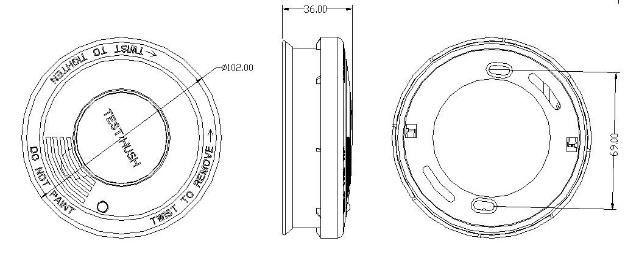 36.00
TWIST TO TIGHTEN
ø102.00
TEST/HUSH
DO NOT PAINT
TWIST TO REMOVE
69.00